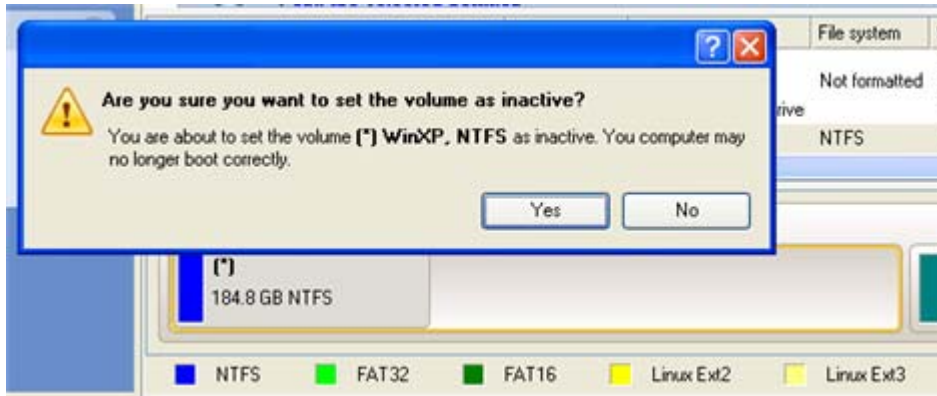 File system
Not formatted
rive
NTFS
Are you sure you want to set the volume as inactive?
You are about to set the volume (*) WinXP, NTFS as inactive. You computer may
no longer boot correctly.
Yes No
(*)
184.8 GB NTFS
NTFS FAT32 FAT16 Linux Ext2 Linux Ext3